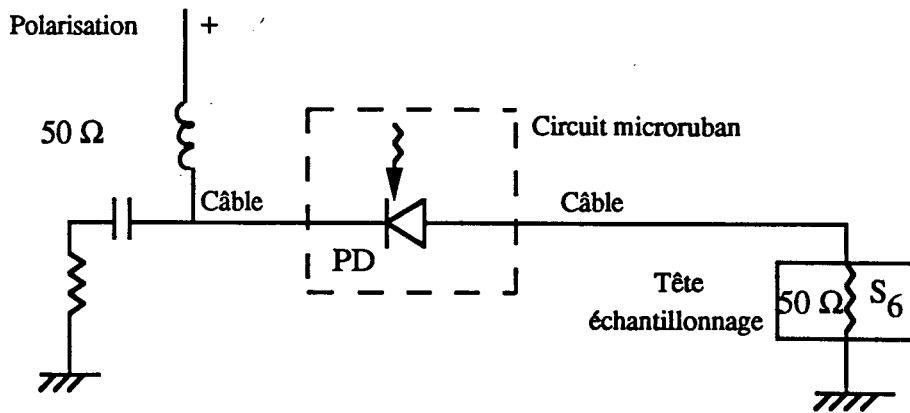 Polarisation +
50 Ω
Circuit microruban
Câble
Câble
PD
Tête
échantillonnage
50 Ω S6